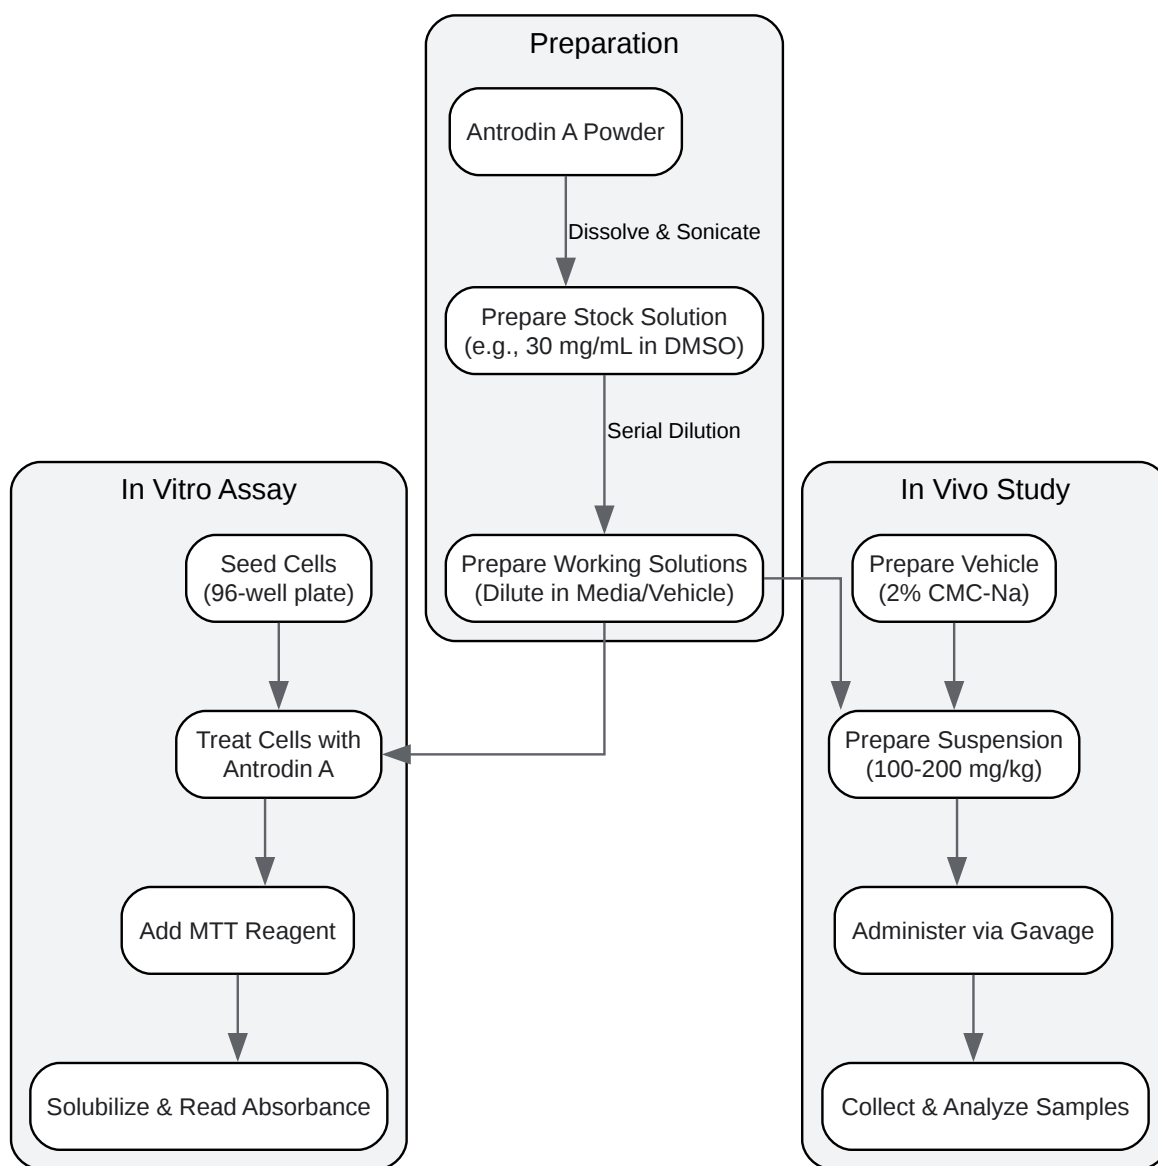 Preparation
Antrodin A Powder
Dissolve & Sonicate
Prepare Stock Solution
(e.g., 30 mg/mL in DMSO)
Serial Dilution
Prepare Working Solutions
(Dilute in Media/Vehicle)
In Vitro Assay
Seed Cells
(96-well plate)
Treat Cells with
Antrodin A
Add MTT Reagent
Solubilize & Read Absorbance
In Vivo Study
Prepare Vehicle
(2% CMC-Na)
Prepare Suspension
(100-200 mg/kg)
Administer via Gavage
Collect & Analyze Samples